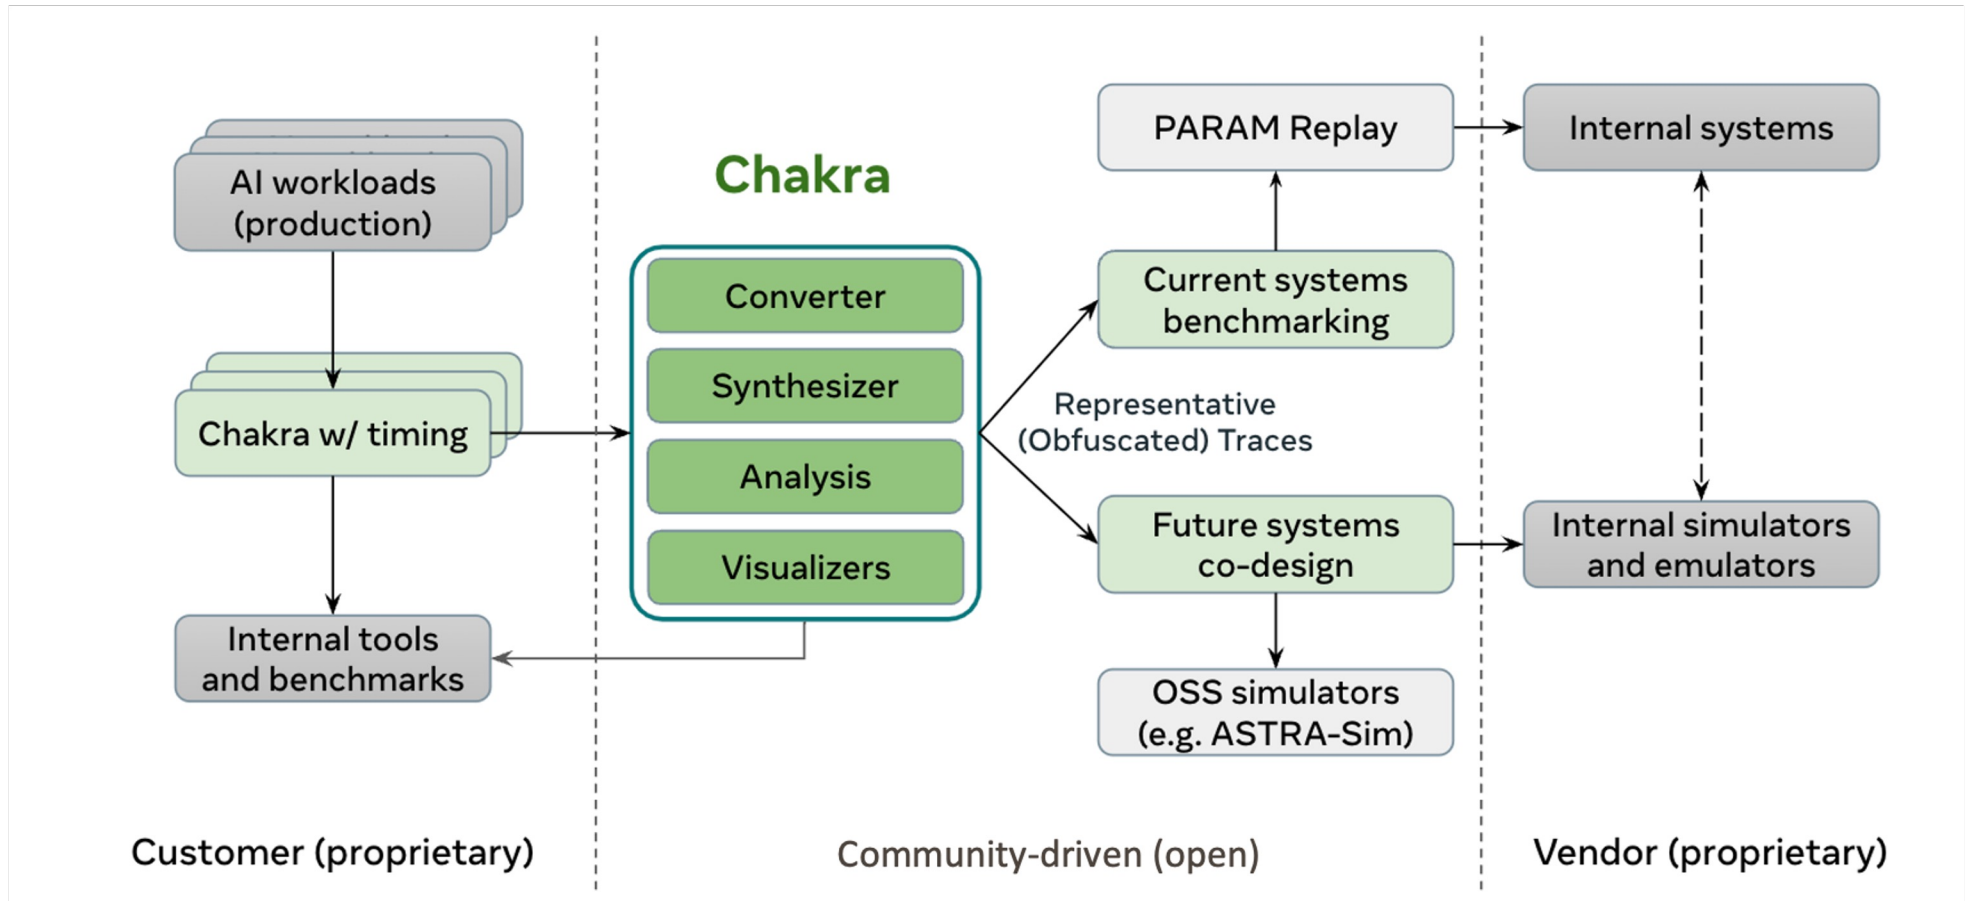 AI workloads
(production)
Chakra w/ timing
Internal tools
and benchmarks
Customer (proprietary)
Chakra
Converter
Synthesizer
Analysis
Visualizers
Representative
(Obfuscated) Traces
PARAM Replay
Current systems
benchmarking
Future systems
co-design
OSS simulators
(e.g. ASTRA-Sim)
Community-driven (open)
Internal systems
Internal simulators
and emulators
Vendor (proprietary)